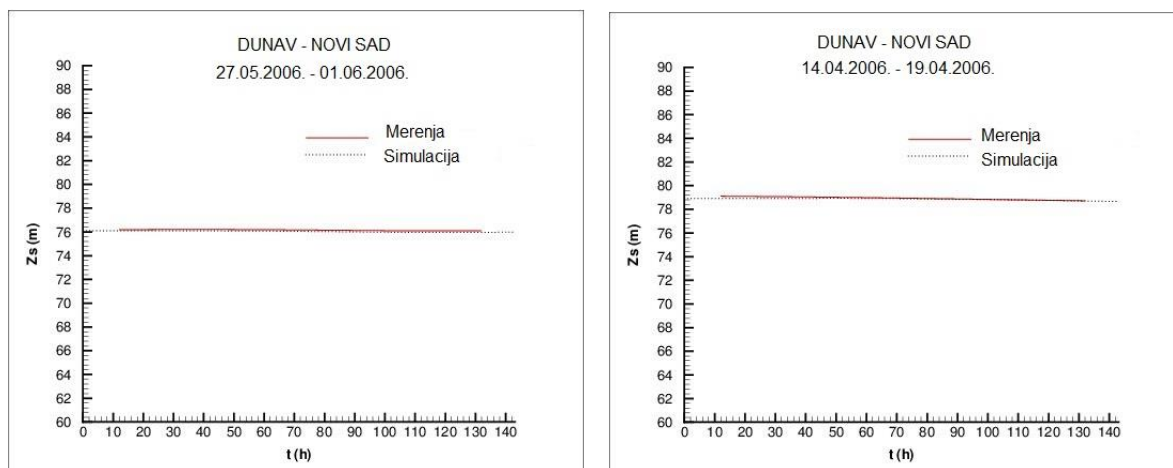 DUNAV - NOVI SAD
27.05.2006. - 01.06.2006.
90
88
86
84
82
80
78
76
74
72
70
68
66
64
62
60
Zs (m)
Merenja
Simulacija
0 10 20 30 40 50 60 70 80 90 100 110 120 130 140
t (h)
DUNAV - NOVI SAD
14.04.2006. - 19.04.2006.
90
88
86
84
82
80
78
76
74
72
70
68
66
64
62
60
Zs (m)
Merenja
Simulacija
0 10 20 30 40 50 60 70 80 90 100 110 120 130 140
t (h)